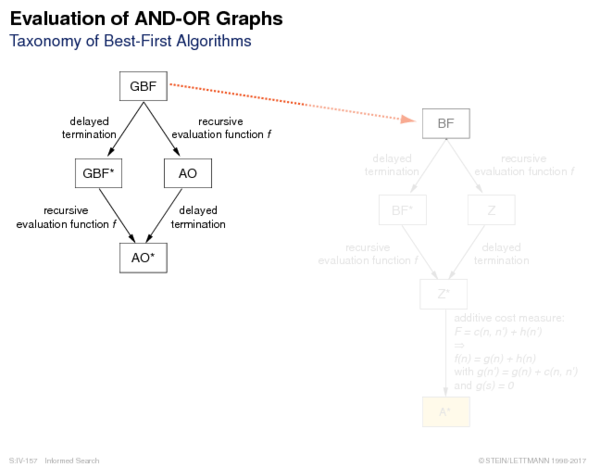 Evaluation of AND-OR Graphs
Taxonomy of Best-First Algorithms
GBF
delayed
termination
recursive
evaluation function f
GBF*
AO
recursive
evaluation function f
delayed
termination
AO*
BF
delayed
termination
recursive
evaluation function f
BF*
Z
recursive
evaluation function f
delayed
termination
Z*
additive cost measure:
F = c(n, n') + h(n')
⇔
f(n) = g(n) + h(n)
with g(n') = g(n) + c(n, n')
and g(s) = 0
A*
S:IV-157 Informed Search
© STEIN/LETTMANN 1998-2017